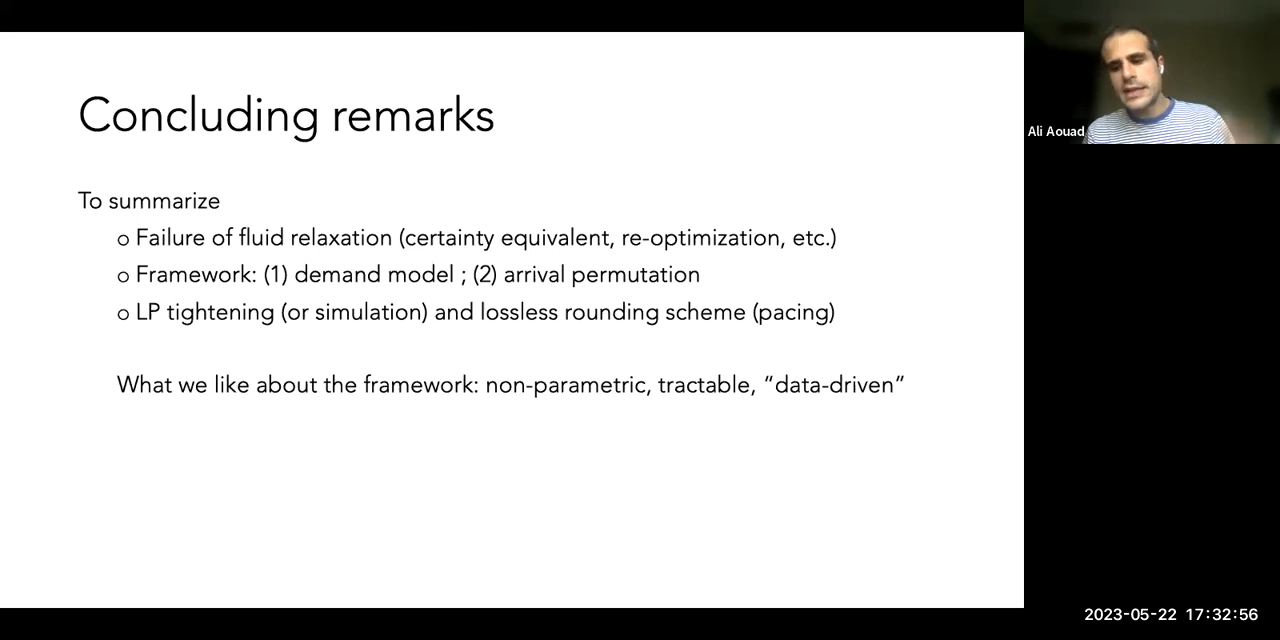 Concluding remarks
To summarize
o Failure of fluid relaxation (certainty equivalent, re-optimization, etc.)
o Framework: (1) demand model ; (2) arrival permutation
o LP tightening (or simulation) and lossless rounding scheme (pacing)
What we like about the framework: non-parametric, tractable, ”data-driven”
Ali Aouad
2023-05-22 17:32:56